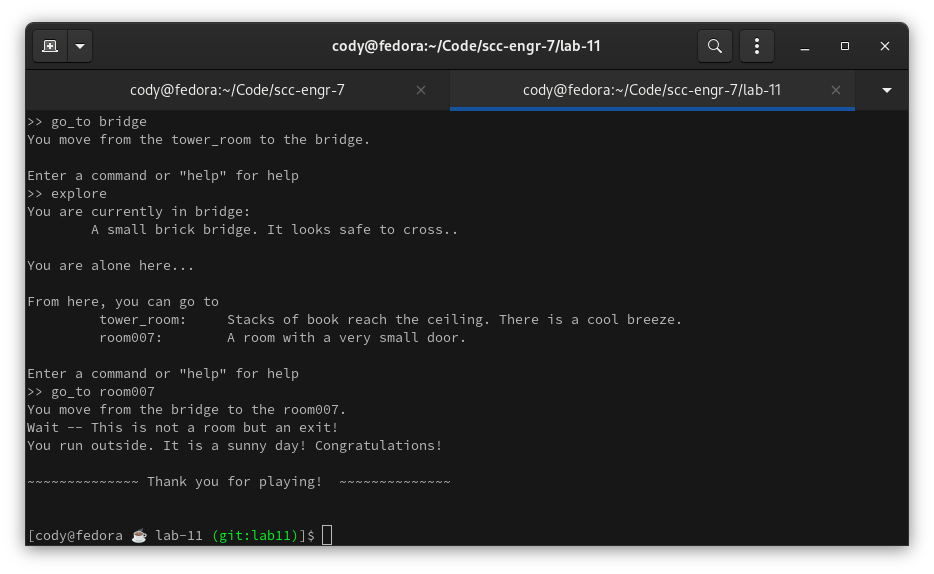 cody@fedora:~/Code/scc-engr-7/lab-11
cody@fedora:~/Code/scc-engr-7
cody@fedora:~/Code/scc-engr-7/lab-11
>> go_to bridge
You move from the tower_room to the bridge.
Enter a command or "help" for help
>> explore
You are currently in bridge:
A small brick bridge. It looks safe to cross..
You are alone here...
From here, you can go to
tower_room: Stacks of book reach the ceiling. There is a cool breeze.
room007: A room with a very small door.
Enter a command or "help" for help
>> go_to room007
You move from the bridge to the room007.
Wait -- This is not a room but an exit!
You run outside. It is a sunny day! Congratulations!
~~~~~~~~~~~~~~ Thank you for playing!  ~~~~~~~~~~~~~~
[cody@fedora ☕ lab-11 (git:lab11)]$